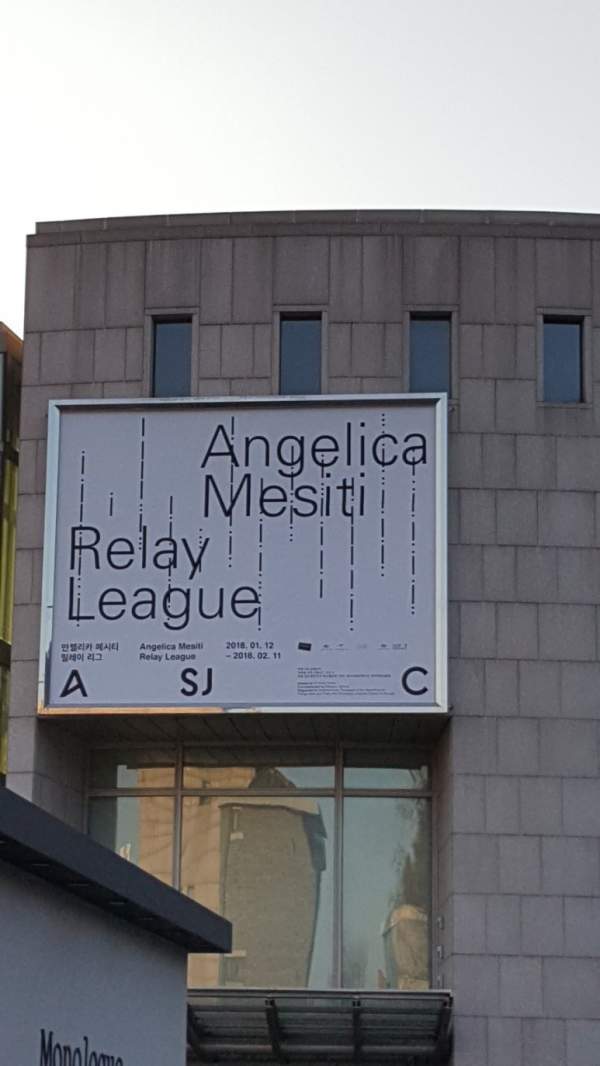 Angelica
Mesiti
Relay
League
안젤리카 메시티
릴레이 리그
Angelica Mesiti
Relay League
2018. 01. 12
– 2018. 02. 11
A SJ C
Monologue